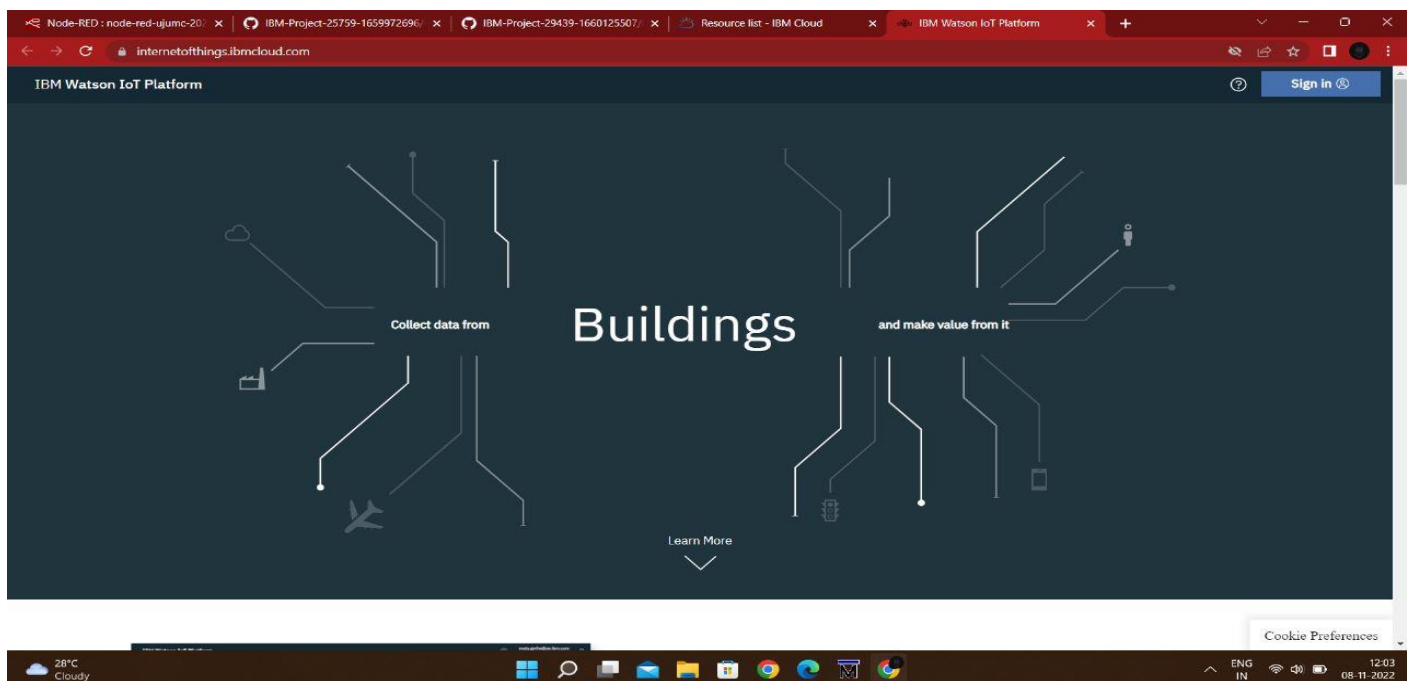 Node-RED : node-red-ujumc-202
IBM-Project-25759-1659972696/
IBM-Project-29439-1660125507/
Resource list - IBM Cloud
IBM Watson IoT Platform
internetofthings.ibmcloud.com
IBM Watson IoT Platform
Sign in
Collect data from
Buildings
and make value from it
Learn More
Cookie Preferences
28°C
Cloudy
ENG
IN
12:03
08-11-2022